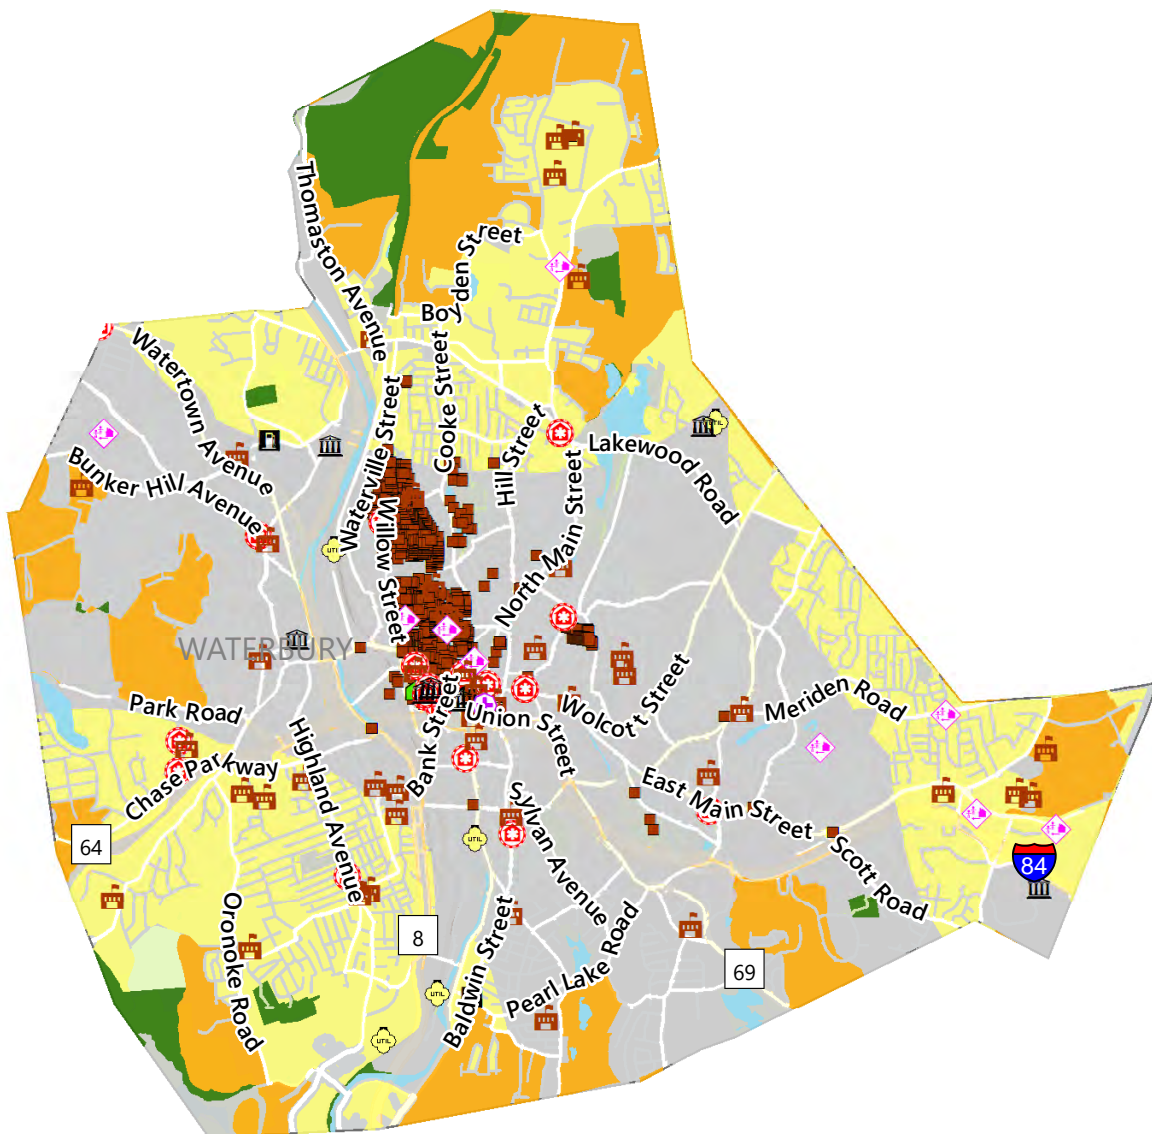 Thomaston Avenue
Boyden Street
Watertown Avenue
Cooke Street
Waterville Street
Hill Street
Lakewood Road
Bunker Hill Avenue
Willow Street
North Main Street
UTIL
UTIL
WATERBURY
Park Road
Highland Avenue
Bank Street
Union Street
Wolcott Street
Meriden Road
Chase Parkway
East Main Street
Sylvan Avenue
Scott Road
64
UTIL
84
Oronoke Road
8
Baldwin Street
Pearl Lake Road
69
UTIL
UTIL